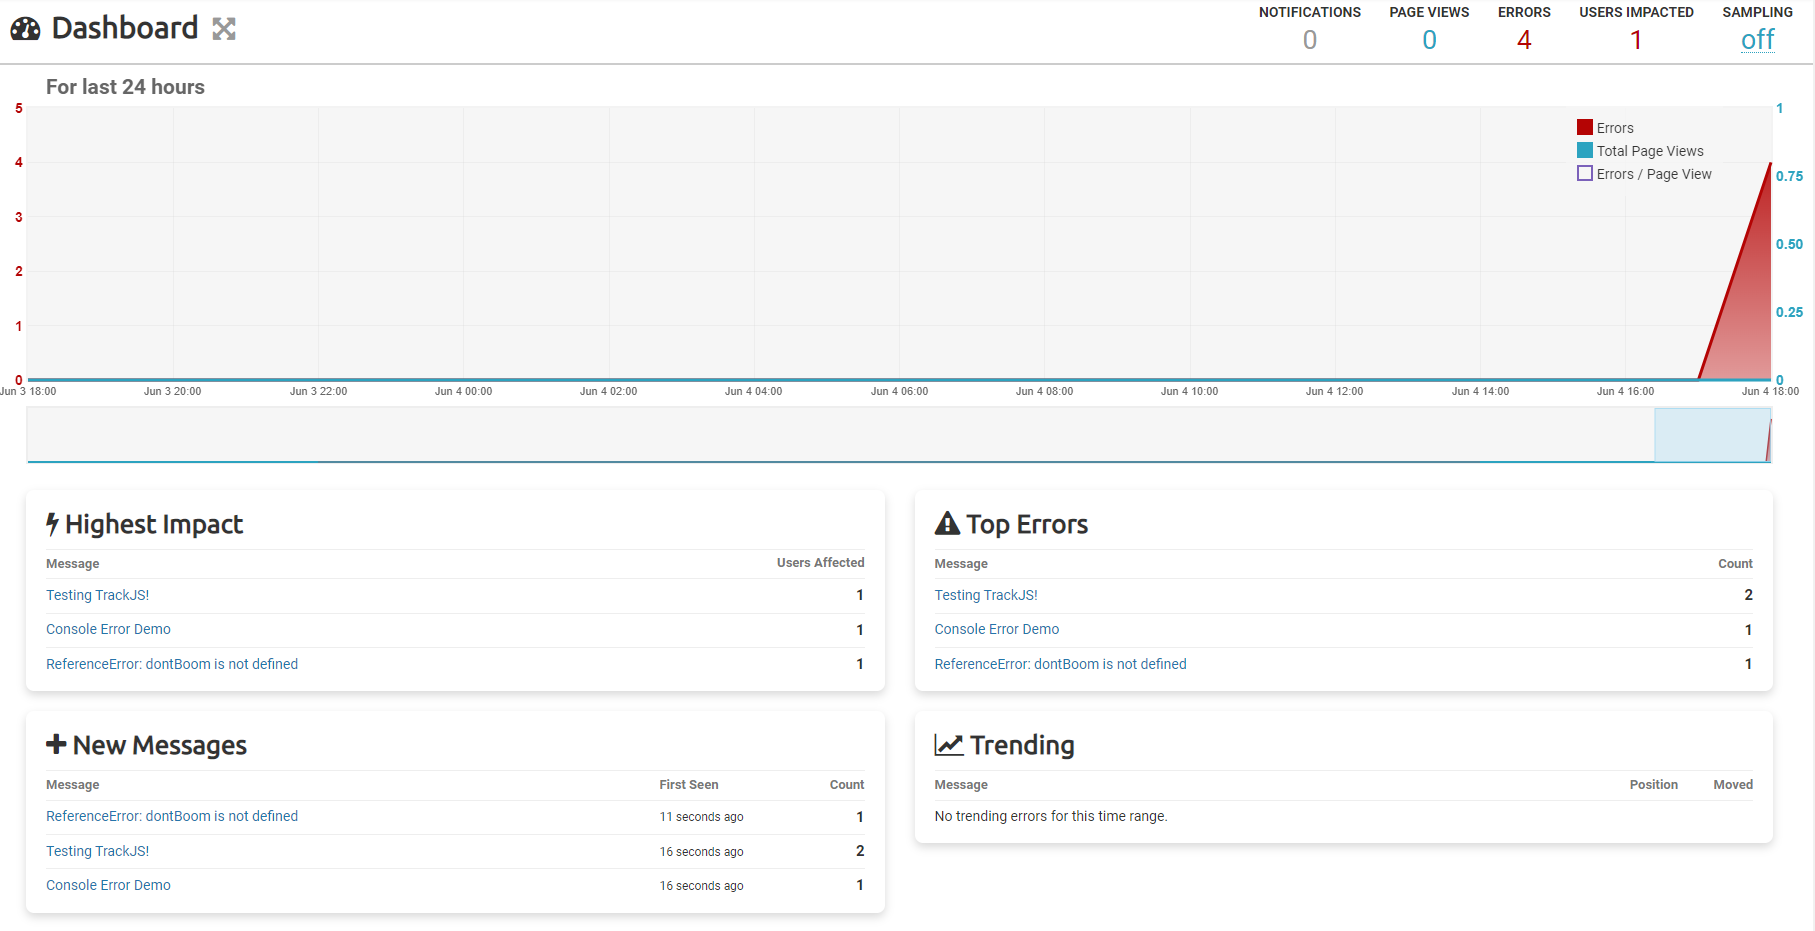 Dashboard
NOTIFICATIONS PAGE VIEWS ERRORS USERS IMPACTED SAMPLING
0 0 4 1 off
For last 24 hours
5 1
Errors
Total Page Views
Errors / Page View
4 0.75
3 0.50
2 0.25
1
0 0
Jun 3 18:00 Jun 3 20:00 Jun 3 22:00 Jun 4 00:00 Jun 4 02:00 Jun 4 04:00 Jun 4 06:00 Jun 4 08:00 Jun 4 10:00 Jun 4 12:00 Jun 4 14:00 Jun 4 16:00 Jun 4 18:00
Highest Impact
Message Users Affected
Testing TrackJS! 1
Console Error Demo 1
ReferenceError: dontBoom is not defined 1
Top Errors
Message Count
Testing TrackJS! 2
Console Error Demo 1
ReferenceError: dontBoom is not defined 1
New Messages
Message First Seen Count
ReferenceError: dontBoom is not defined 11 seconds ago 1
Testing TrackJS! 16 seconds ago 2
Console Error Demo 16 seconds ago 1
Trending
Message Position Moved
No trending errors for this time range.